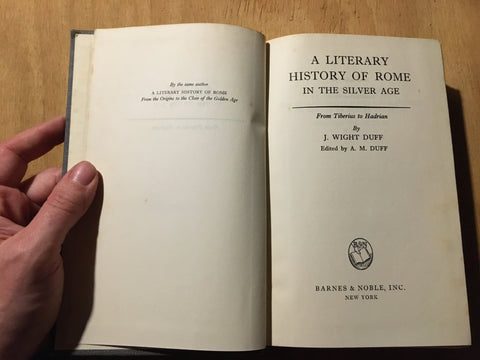 By the same author
A LITERARY HISTORY OF ROME
From the Origins to the Close of the Golden Age
A LITERARY
HISTORY OF ROME
IN THE SILVER AGE
From Tiberius to Hadrian
By
J. WIGHT DUFF
Edited by A. M. DUFF
BARNES & NOBLE, INC.
NEW YORK